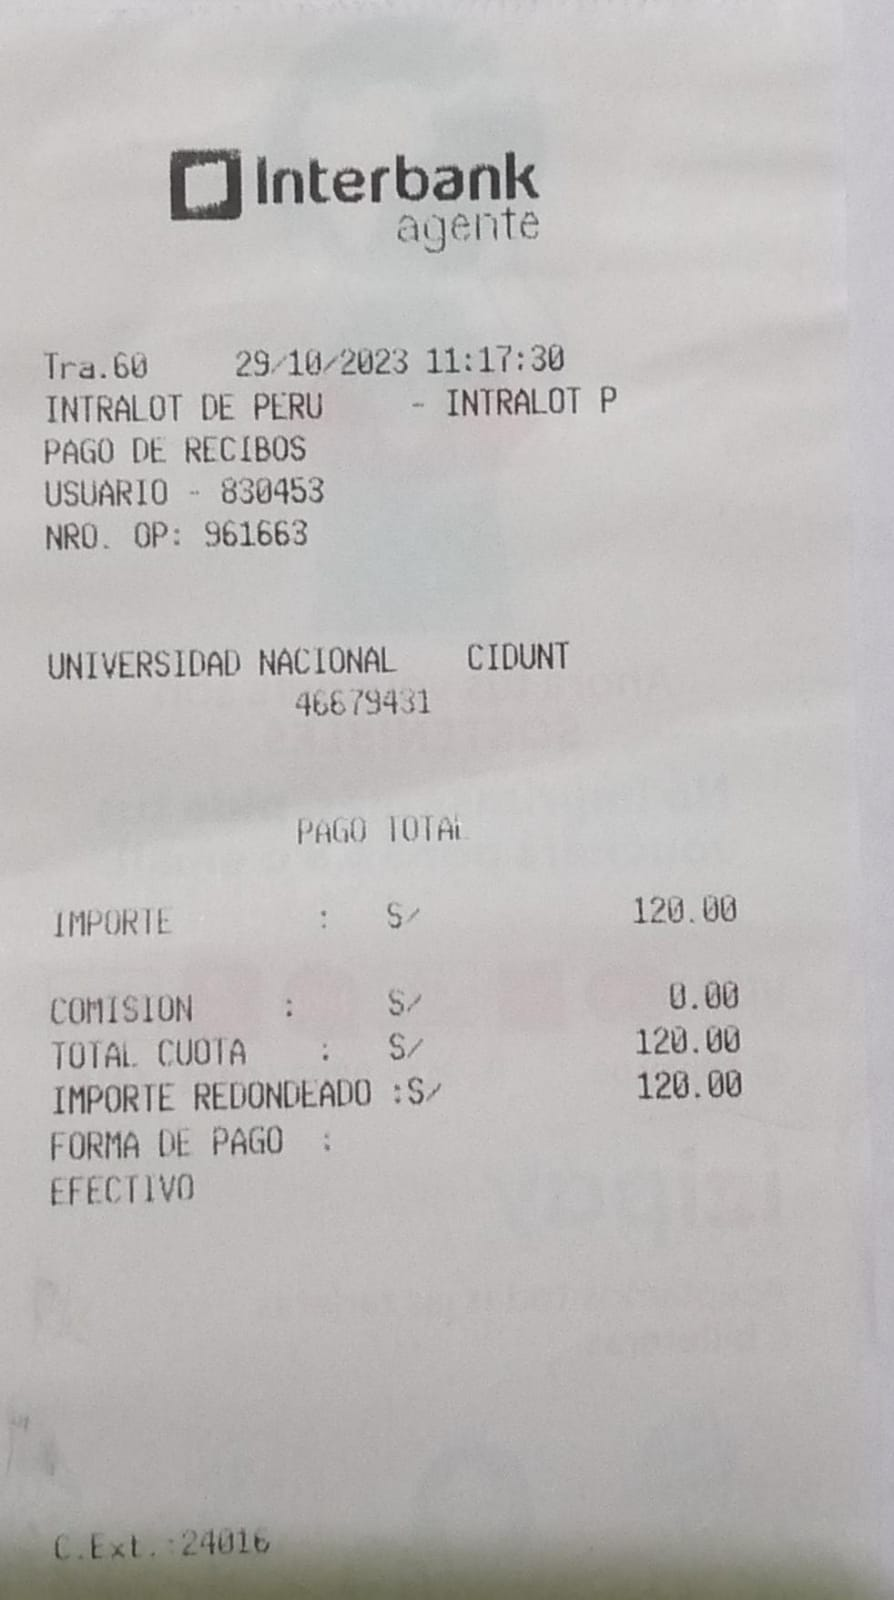 Interbank
agente
Tra.60 29/10/2023 11:17:30
INTRALOT DE PERU - INTRALOT P
PAGO DE RECIBOS
USUARIO - 830453
NRO. OP: 961663
UNIVERSIDAD NACIONAL CIDUNT
46679431
PAGO TOTAL
IMPORTE : S/ 120.00
COMISION : S/ 0.00
TOTAL CUOTA : S/ 120.00
IMPORTE REDONDEADO :S/ 120.00
FORMA DE PAGO :
EFECTIVO
C.Ext.:24016